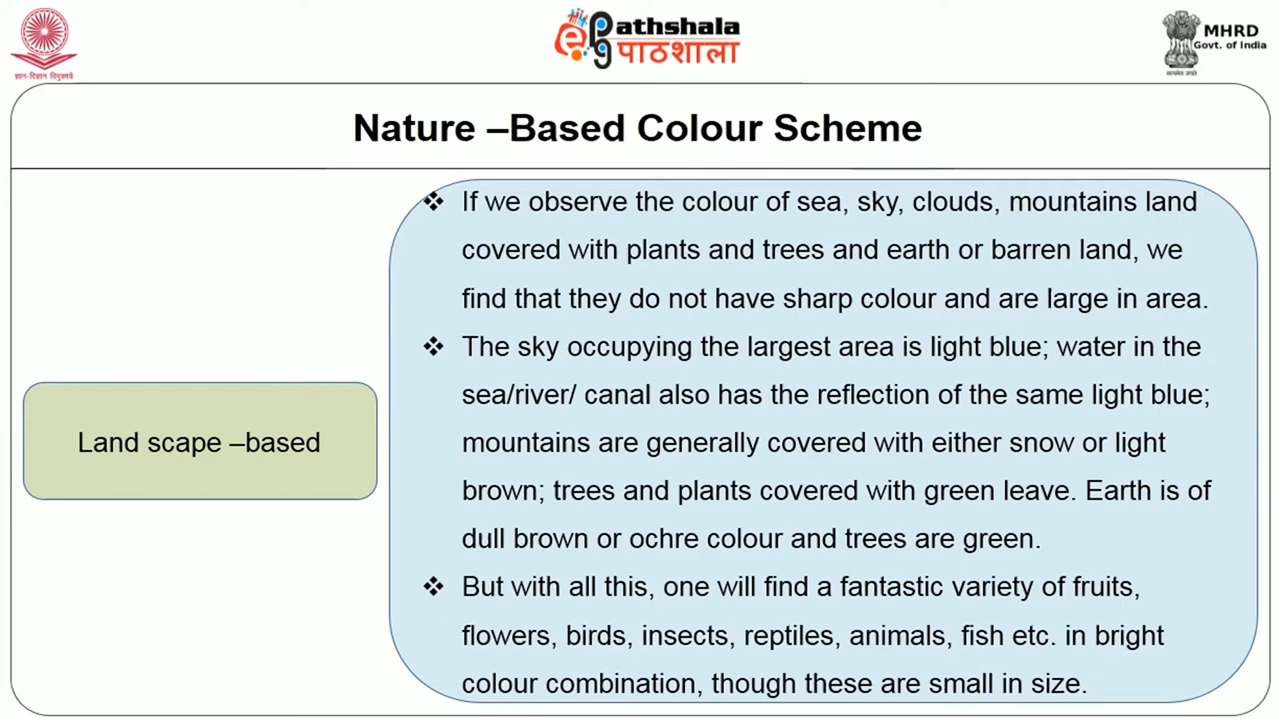 ज्ञान-विज्ञान विमुक्तये
ePathshala
पाठशाला
MHRD
Govt. of India
सत्यमेव जयते
Nature –Based Colour Scheme
Land scape –based
❖ If we observe the colour of sea, sky, clouds, mountains land
covered with plants and trees and earth or barren land, we
find that they do not have sharp colour and are large in area.
❖ The sky occupying the largest area is light blue; water in the
sea/river/ canal also has the reflection of the same light blue;
mountains are generally covered with either snow or light
brown; trees and plants covered with green leave. Earth is of
dull brown or ochre colour and trees are green.
❖ But with all this, one will find a fantastic variety of fruits,
flowers, birds, insects, reptiles, animals, fish etc. in bright
colour combination, though these are small in size.